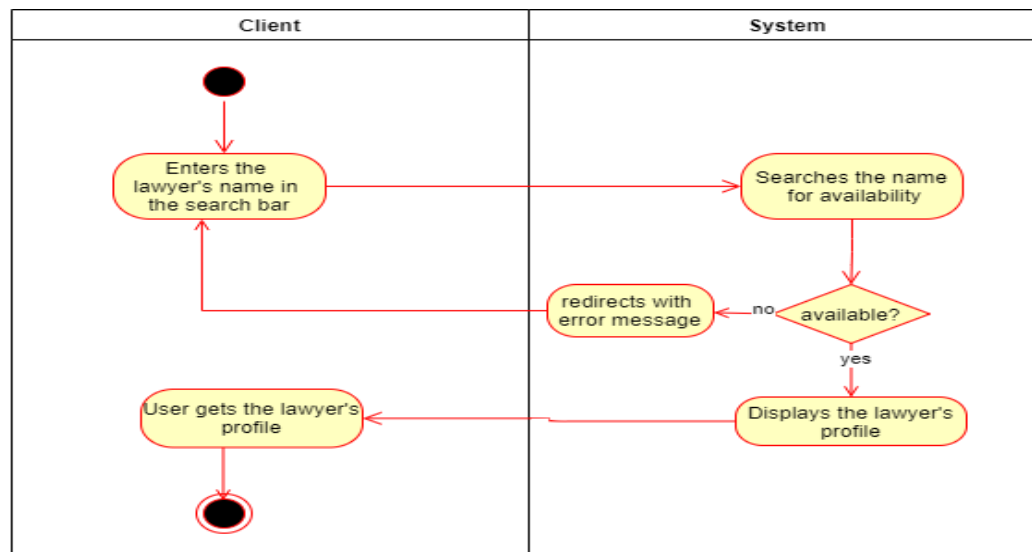 Client
System
Enters the
lawyer's name in
the search bar
Searches the name
for availability
redirects with
error message
no
available?
yes
User gets the lawyer's
profile
Displays the lawyer's
profile